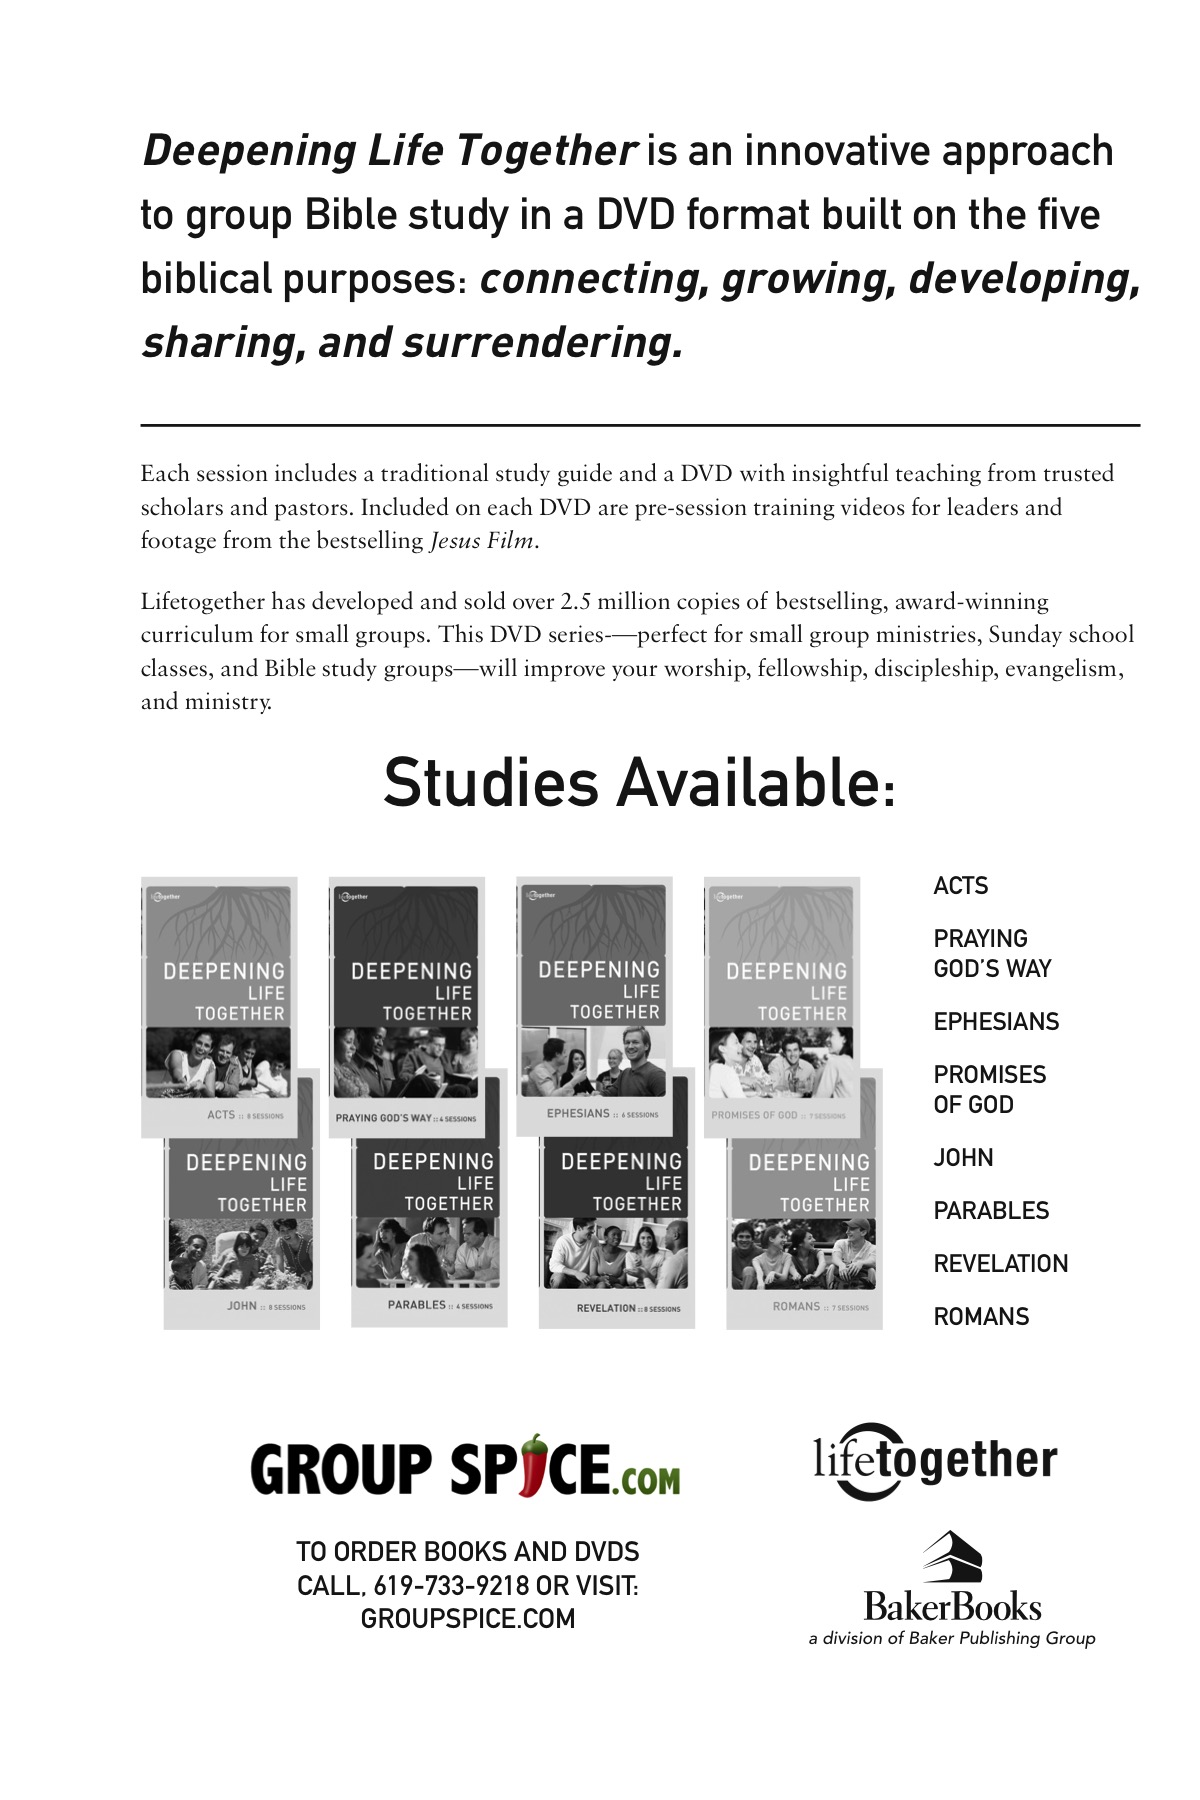 Deepening Life Together is an innovative approach
to group Bible study in a DVD format built on the five
biblical purposes: connecting, growing, developing,
sharing, and surrendering.
Each session includes a traditional study guide and a DVD with insightful teaching from trusted
scholars and pastors. Included on each DVD are pre-session training videos for leaders and
footage from the bestselling Jesus Film.
Lifetogether has developed and sold over 2.5 million copies of bestselling, award-winning
curriculum for small groups. This DVD series-—perfect for small group ministries, Sunday school
classes, and Bible study groups—will improve your worship, fellowship, discipleship, evangelism,
and ministry.
Studies Available:
lifetogether
DEEPENING
LIFE
TOGETHER
ACTS :: 8 SESSIONS
lifetogether
DEEPENING
LIFE
TOGETHER
PRAYING GOD'S WAY :: 4 SESSIONS
lifetogether
DEEPENING
LIFE
TOGETHER
EPHESIANS :: 6 SESSIONS
lifetogether
DEEPENING
LIFE
TOGETHER
PROMISES OF GOD :: 7 SESSIONS
DEEPENING
LIFE
TOGETHER
JOHN :: 8 SESSIONS
DEEPENING
LIFE
TOGETHER
PARABLES :: 4 SESSIONS
DEEPENING
LIFE
TOGETHER
REVELATION :: 8 SESSIONS
DEEPENING
LIFE
TOGETHER
ROMANS :: 7 SESSIONS
ACTS
PRAYING
GOD'S WAY
EPHESIANS
PROMISES
OF GOD
JOHN
PARABLES
REVELATION
ROMANS
GROUP SPICE.COM
TO ORDER BOOKS AND DVDS
CALL, 619-733-9218 OR VISIT:
GROUPSPICE.COM
lifetogether
BakerBooks
a division of Baker Publishing Group